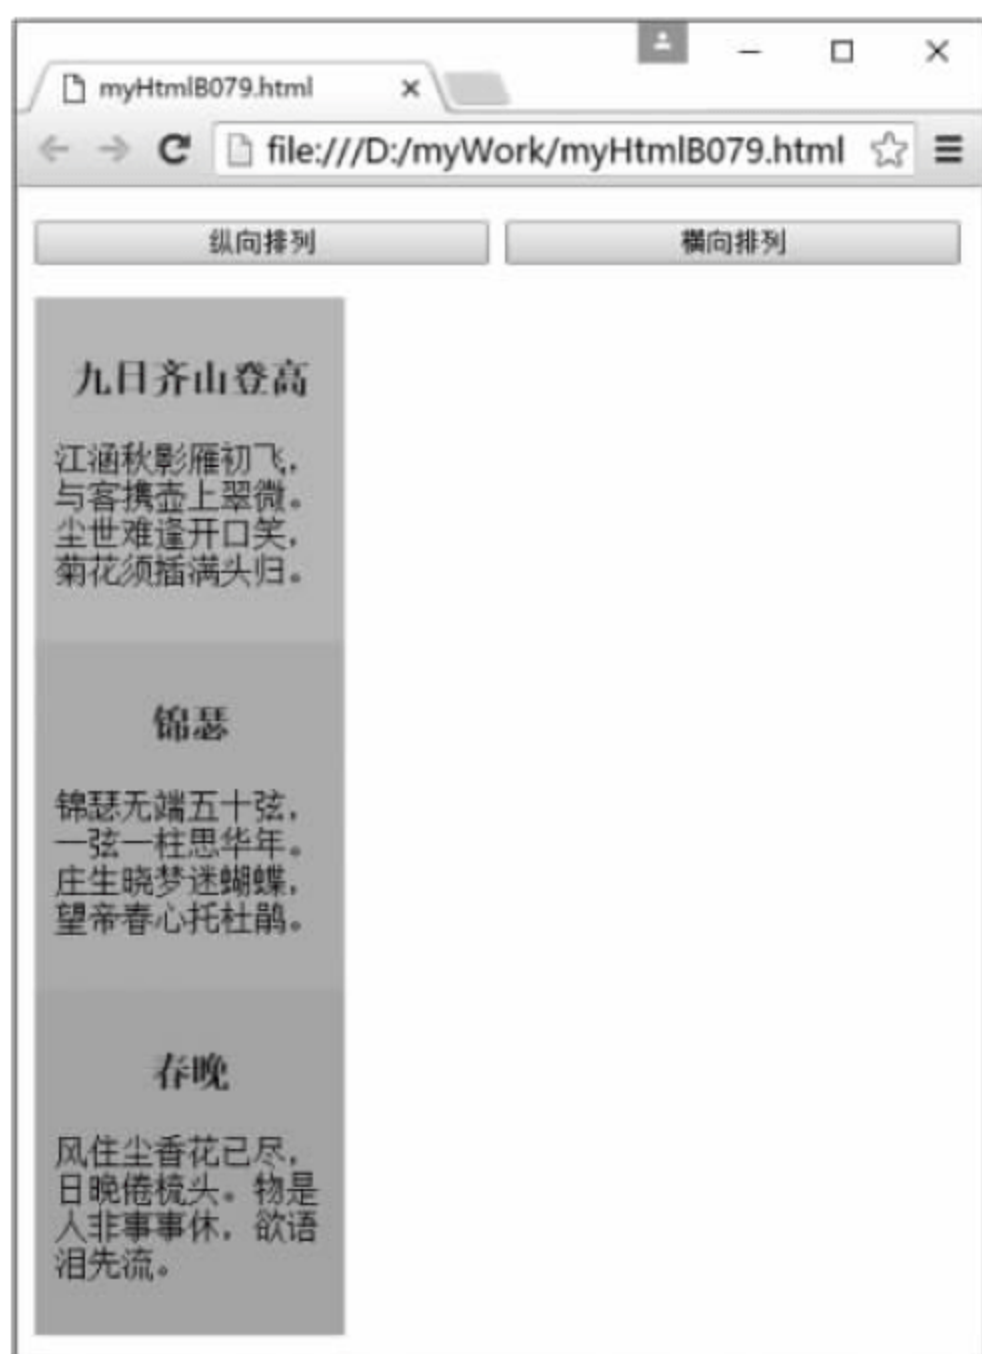 myHtmlB079.html
file:///D:/myWork/myHtmlB079.html
纵向排列 横向排列
九日齐山登高
江涵秋影雁初飞，
与客携壶上翠微。
尘世难逢开口笑，
菊花须插满头归。
锦瑟
锦瑟无端五十弦，
一弦一柱思华年。
庄生晓梦迷蝴蝶，
望帝春心托杜鹃。
春晚
风住尘香花已尽，
日晚倦梳头。物是
人非事事休，欲语
泪先流。